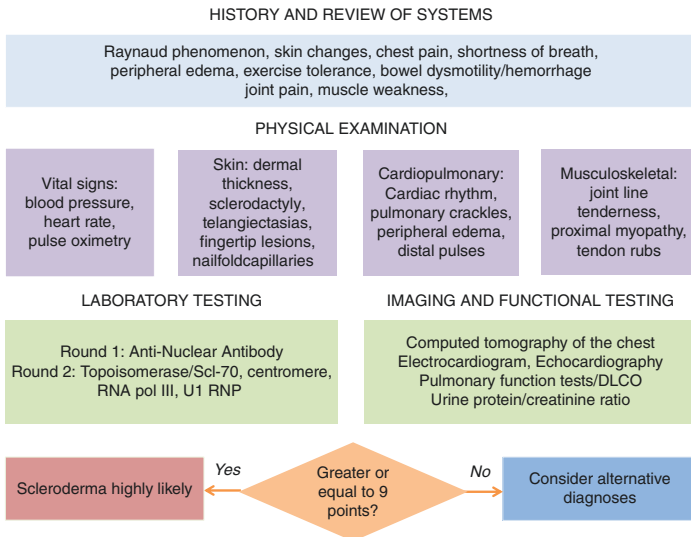 HISTORY AND REVIEW OF SYSTEMS
Raynaud phenomenon, skin changes, chest pain, shortness of breath,
peripheral edema, exercise tolerance, bowel dysmotility/hemorrhage
joint pain, muscle weakness,
PHYSICAL EXAMINATION
Vital signs:
blood pressure,
heart rate,
pulse oximetry
Skin: dermal
thickness,
sclerodactyly,
telangiectasias,
fingertip lesions,
nailfoldcapillaries
Cardiopulmonary:
Cardiac rhythm,
pulmonary crackles,
peripheral edema,
distal pulses
Musculoskeletal:
joint line
tenderness,
proximal myopathy,
tendon rubs
LABORATORY TESTING
Round 1: Anti-Nuclear Antibody
Round 2: Topoisomerase/Scl-70, centromere,
RNA pol III, U1 RNP
IMAGING AND FUNCTIONAL TESTING
Computed tomography of the chest
Electrocardiogram, Echocardiography
Pulmonary function tests/DLCO
Urine protein/creatinine ratio
Scleroderma highly likely
Yes
Greater or
equal to 9
points?
No
Consider alternative
diagnoses